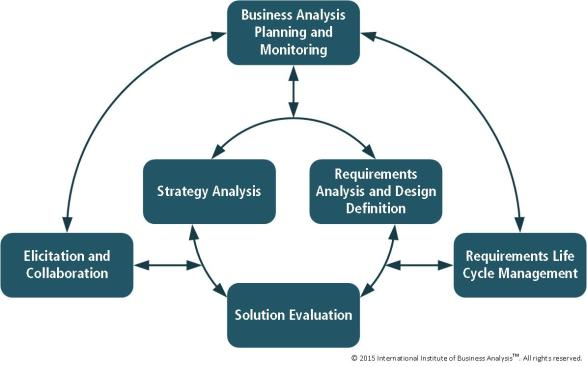 Business Analysis
Planning and
Monitoring
Strategy Analysis
Requirements
Analysis and Design
Definition
Elicitation and
Collaboration
Requirements Life
Cycle Management
Solution Evaluation
© 2015 International Institute of Business Analysis™. All rights reserved.